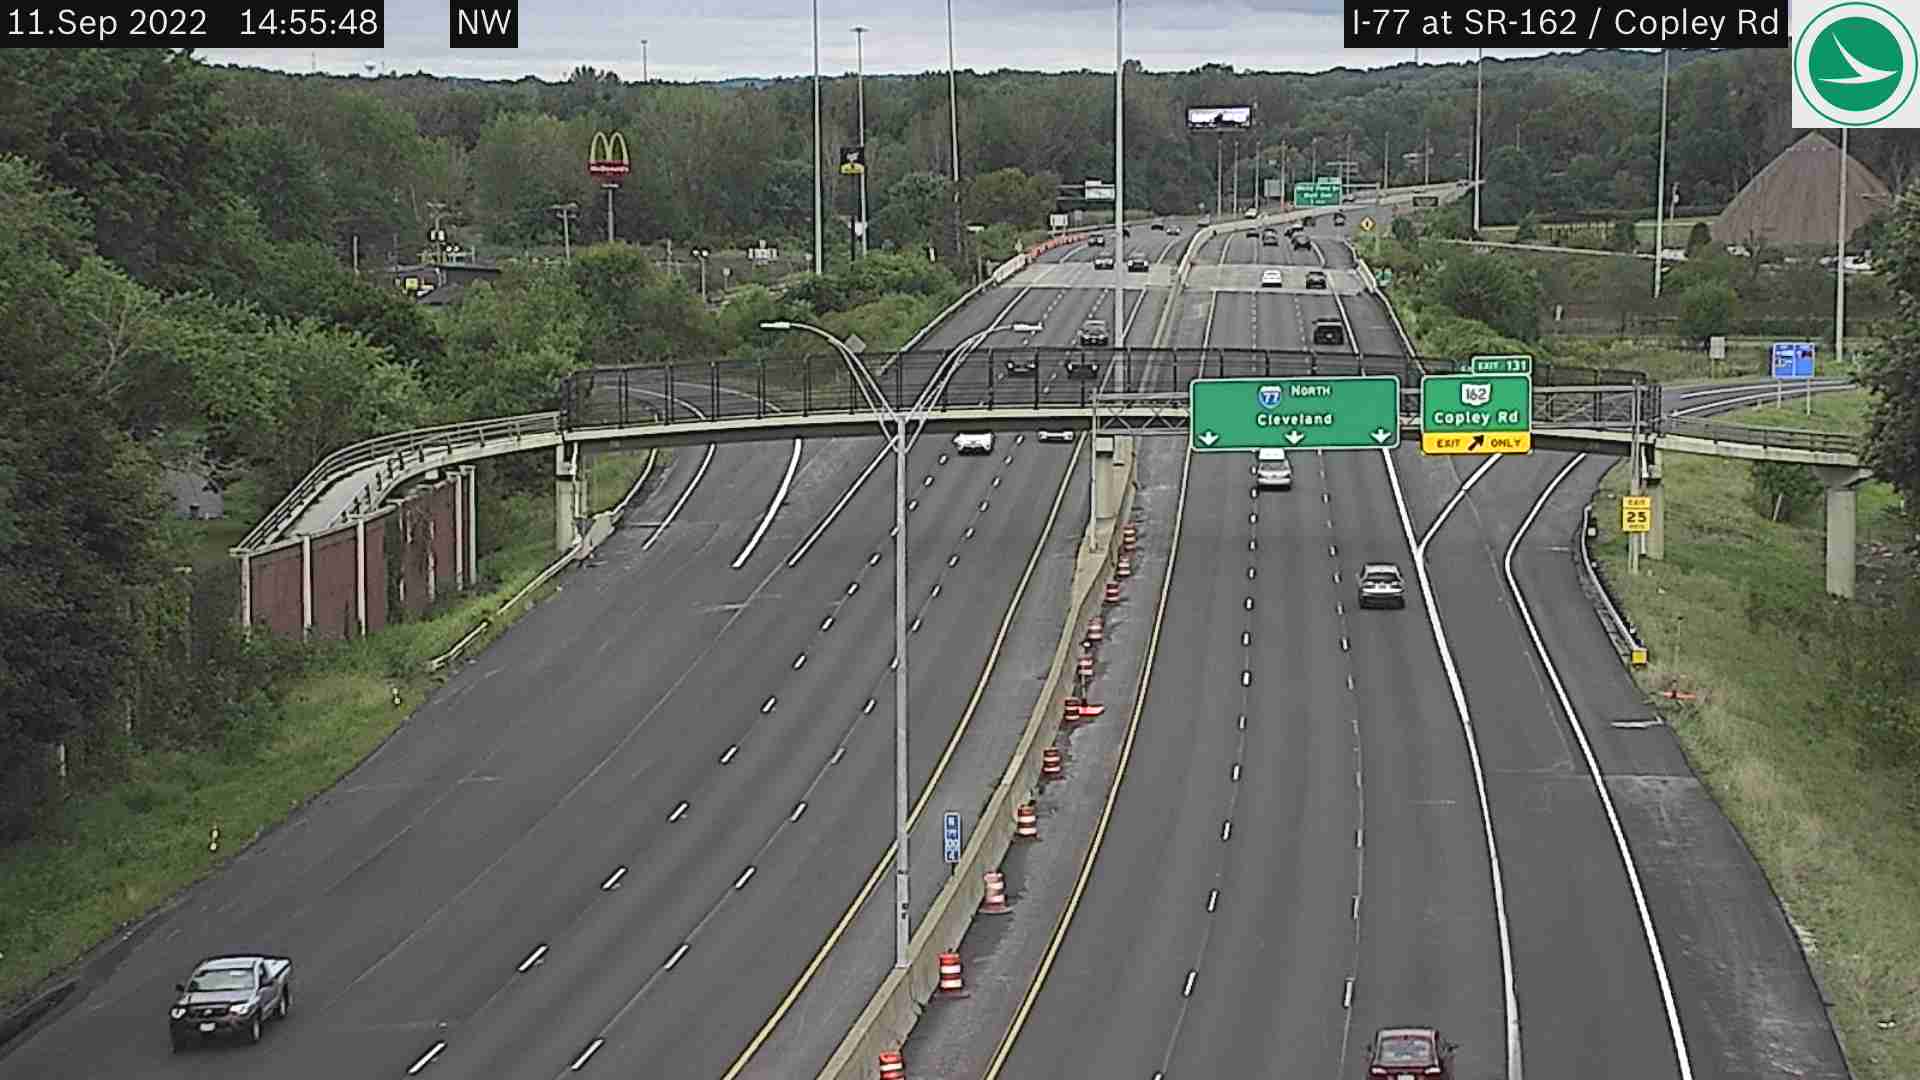 11.Sep 2022 14:55:48
NW
I-77 at SR-162 / Copley Rd
McDonald's
EXIT 131
77 NORTH
Cleveland
162
Copley Rd
EXIT ONLY
EXIT
25